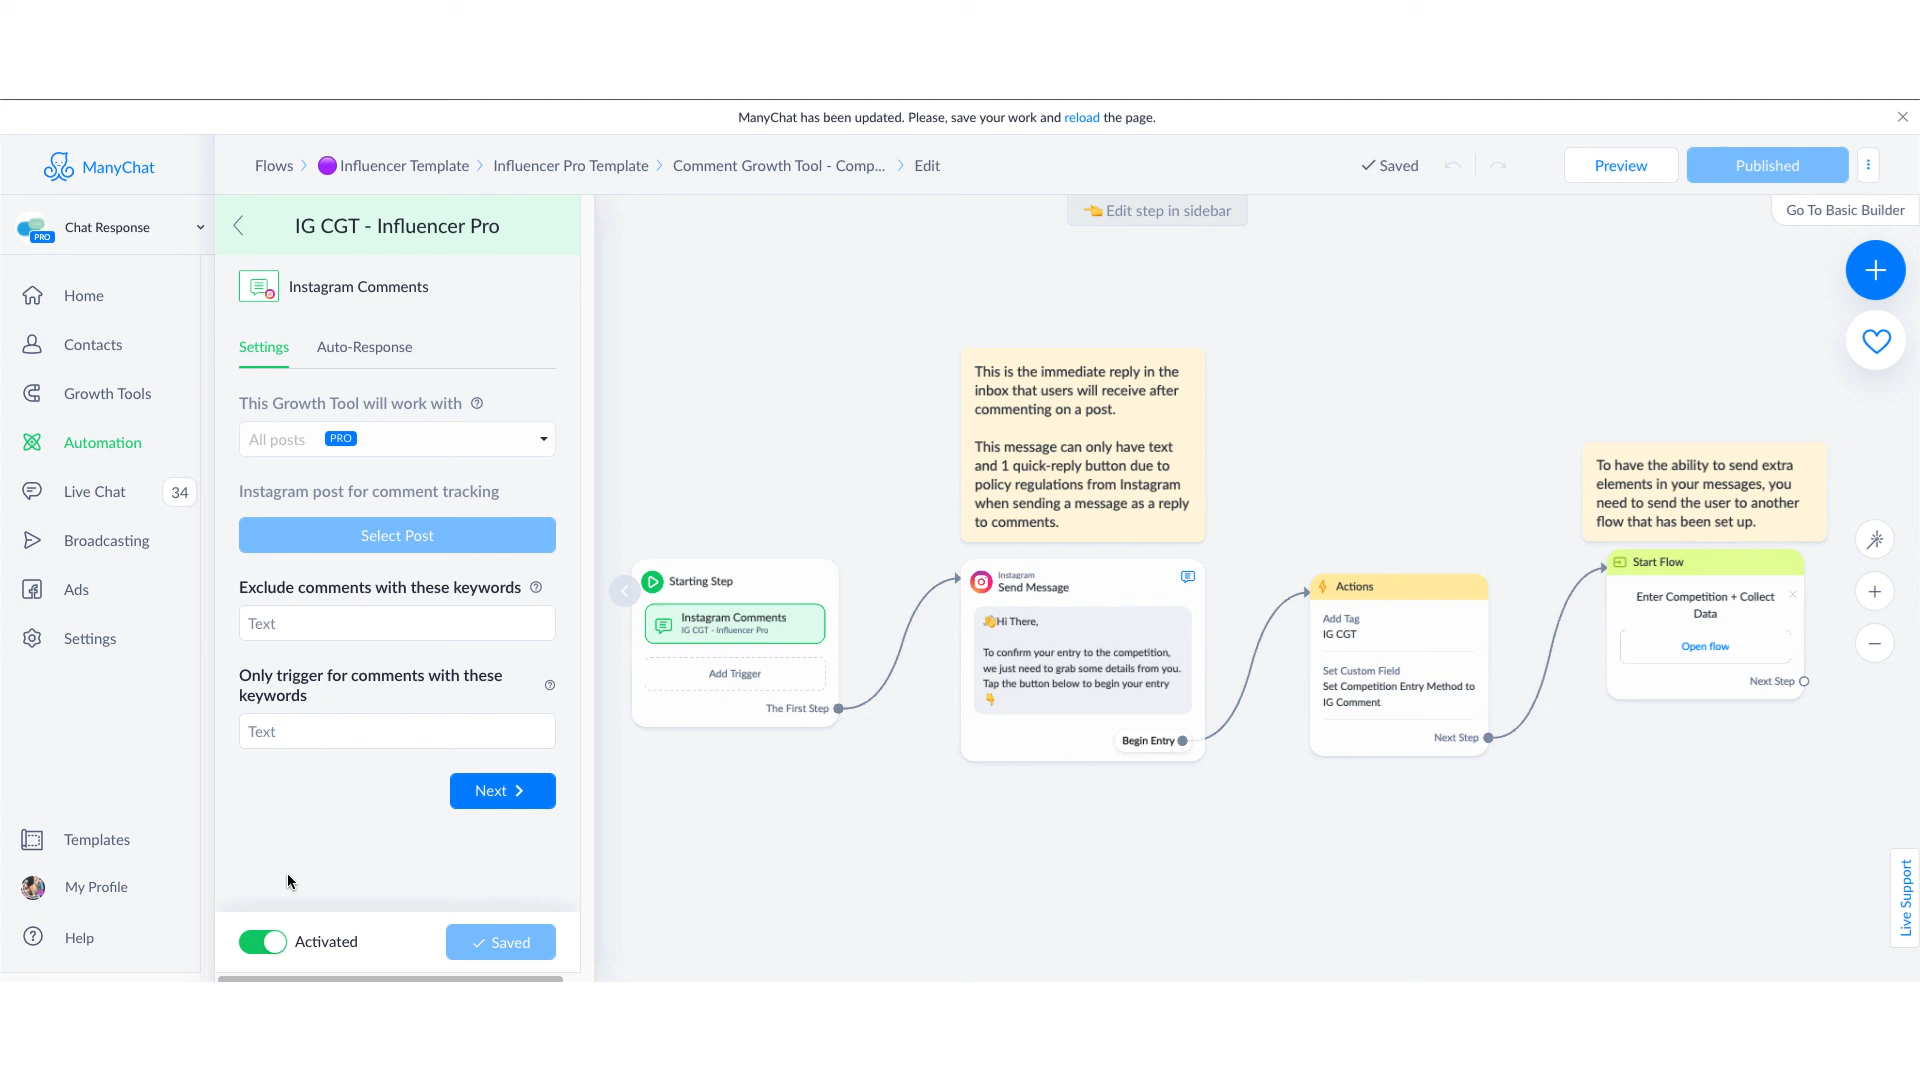 ManyChat has been updated. Please, save your work and reload the page.
ManyChat
Flows > Influencer Template > Influencer Pro Template > Comment Growth Tool - Comp... > Edit
Saved
Preview
Published
PRO
Chat Response
Home
Contacts
Growth Tools
Automation
Live Chat 34
Broadcasting
Ads
Settings
Templates
My Profile
Help
IG CGT - Influencer Pro
Instagram Comments
Settings Auto-Response
This Growth Tool will work with ?
All posts PRO
Instagram post for comment tracking
Select Post
Exclude comments with these keywords ?
Text
Only trigger for comments with these
keywords ?
Text
Next
Activated
Saved
Edit step in sidebar
Go To Basic Builder
Starting Step
Instagram Comments
IG CGT - Influencer Pro
Add Trigger
The First Step
This is the immediate reply in the
inbox that users will receive after
commenting on a post.
This message can only have text
and 1 quick-reply button due to
policy regulations from Instagram
when sending a message as a reply
to comments.
Instagram
Send Message
👋Hi There,
To confirm your entry to the competition,
we just need to grab some details from you.
Tap the button below to begin your entry
👇
Begin Entry
Actions
Add Tag
IG CGT
Set Custom Field
Set Competition Entry Method to
IG Comment
Next Step
To have the ability to send extra
elements in your messages, you
need to send the user to another
flow that has been set up.
Start Flow
Enter Competition + Collect
Data
Open flow
Next Step
Live Support